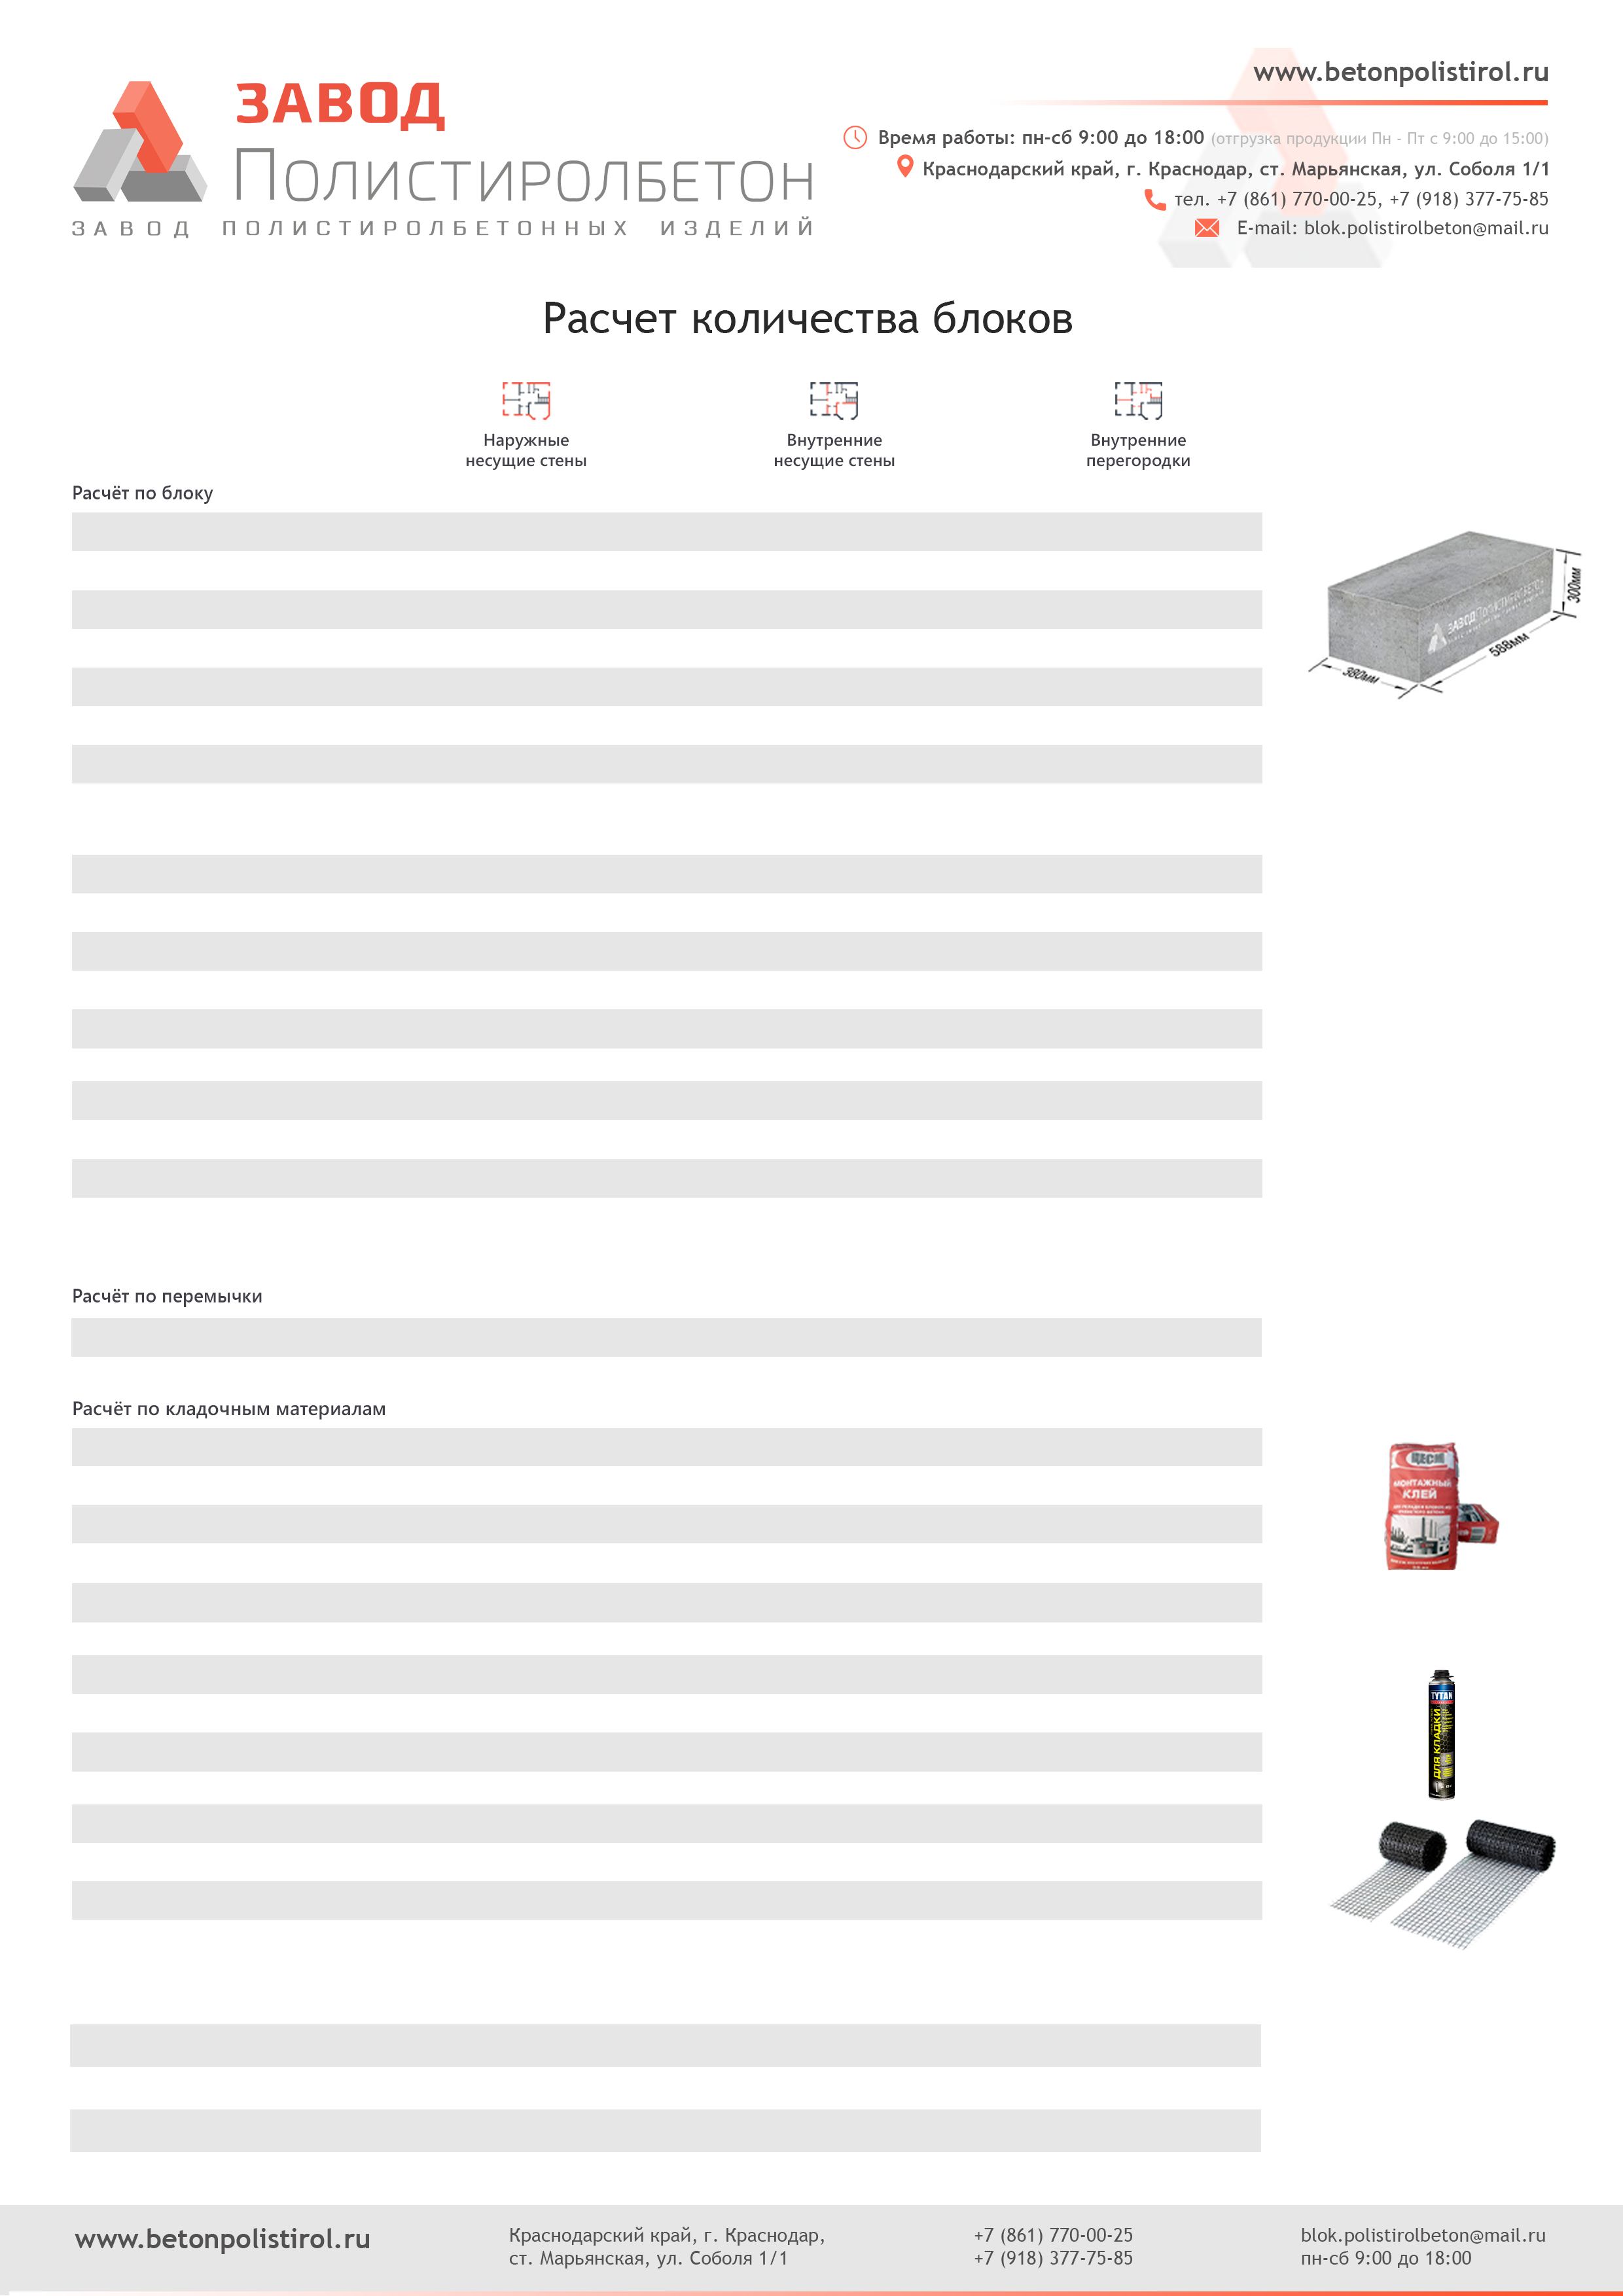 ЗАВОД
ПОЛИСТИРОЛБЕТОН
ЗАВОД ПОЛИСТИРОЛБЕТОННЫХ ИЗДЕЛИЙ
www.betonpolistirol.ru
Время работы: пн-сб 9:00 до 18:00 (отгрузка продукции Пн - Пт с 9:00 до 15:00)
Краснодарский край, г. Краснодар, ст. Марьянская, ул. Соболя 1/1
тел. +7 (861) 770-00-25, +7 (918) 377-75-85
E-mail: blok.polistirolbeton@mail.ru
Расчет количества блоков
Наружные
несущие стены
Внутренние
несущие стены
Внутренние
перегородки
Расчёт по блоку
300мм
588мм
380мм
ЗАВОД ПОЛИСТИРОЛБЕТОН
Расчёт по перемычки
Расчёт по кладочным материалам
ЦЕСМ
МОНТАЖНЫЙ
КЛЕЙ
TYTAN
ДЛЯ КЛАДКИ
www.betonpolistirol.ru
Краснодарский край, г. Краснодар,
ст. Марьянская, ул. Соболя 1/1
+7 (861) 770-00-25
+7 (918) 377-75-85
blok.polistirolbeton@mail.ru
пн-сб 9:00 до 18:00